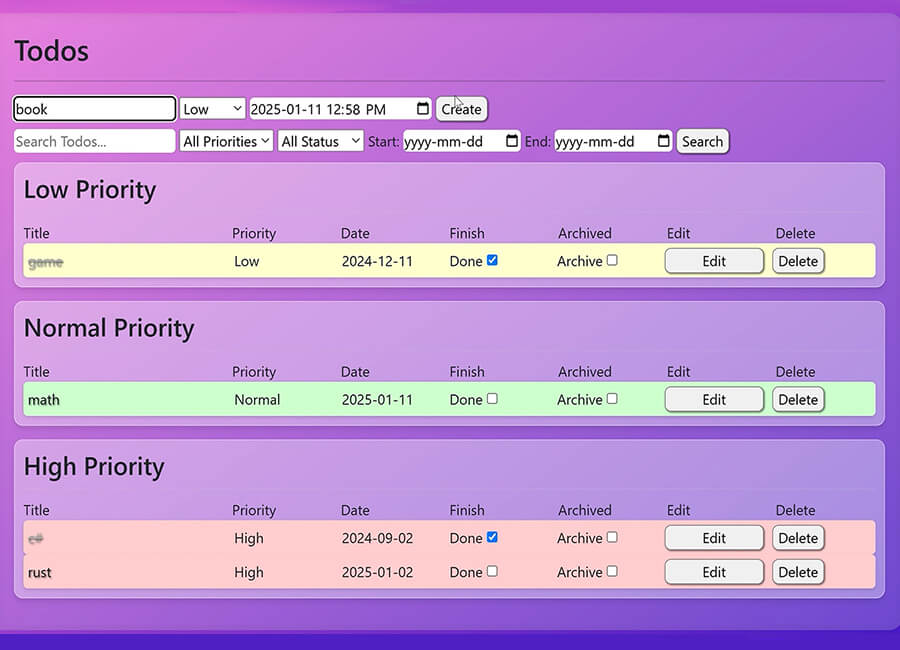 Todos
book Low 2025-01-11 12:58 PM Create
Search Todos... All Priorities All Status Start: yyyy-mm-dd End: yyyy-mm-dd Search
Low Priority
Title Priority Date Finish Archived Edit Delete
game Low 2024-12-11 Done Archive Edit Delete
Normal Priority
Title Priority Date Finish Archived Edit Delete
math Normal 2025-01-11 Done Archive Edit Delete
High Priority
Title Priority Date Finish Archived Edit Delete
c# High 2024-09-02 Done Archive Edit Delete
rust High 2025-01-02 Done Archive Edit Delete